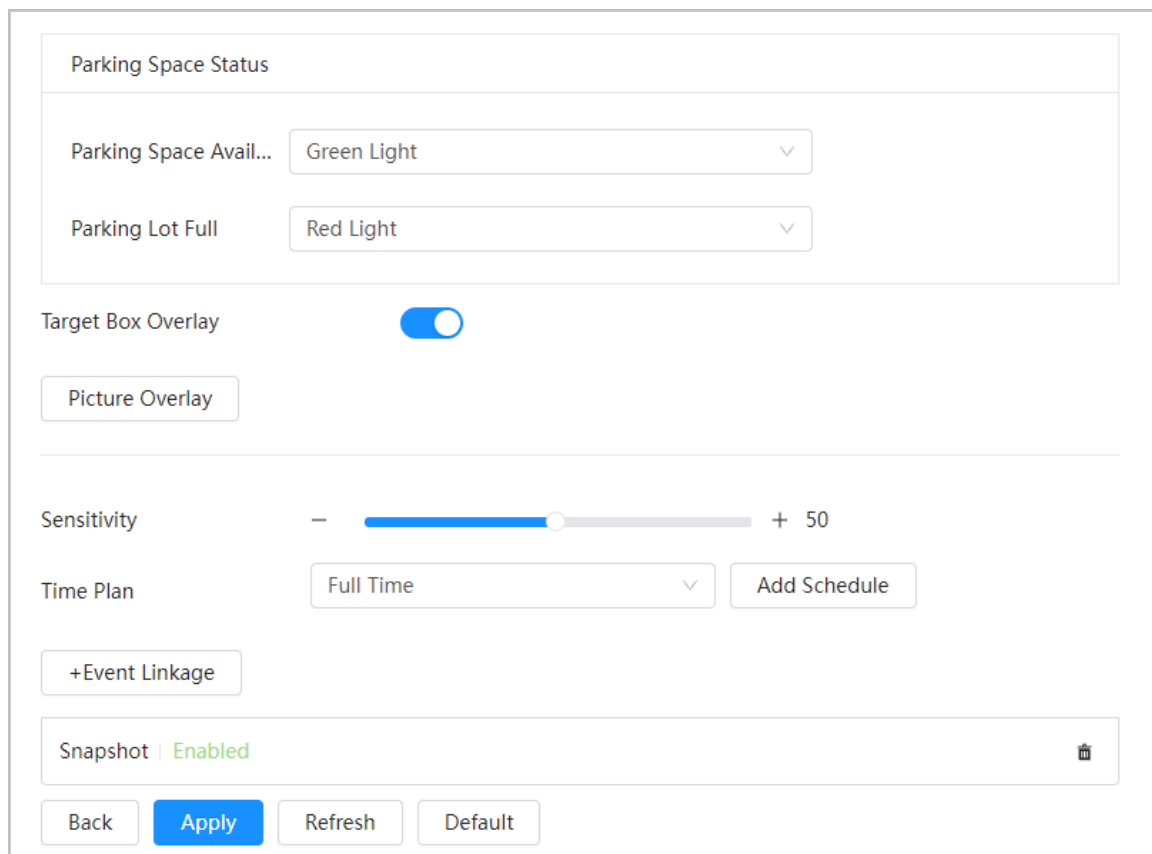 Parking Space Status
Parking Space Avail... Green Light
Parking Lot Full Red Light
Target Box Overlay
Picture Overlay
Sensitivity − + 50
Time Plan Full Time Add Schedule
+Event Linkage
Snapshot Enabled
Back Apply Refresh Default